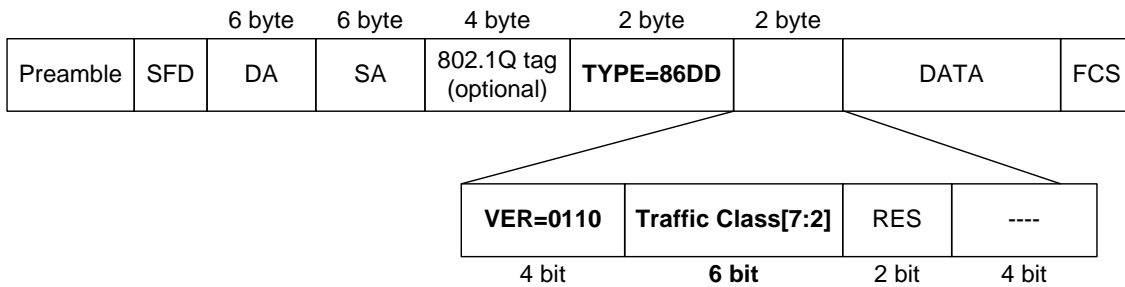 6 byte 6 byte 4 byte 2 byte 2 byte
Preamble SFD DA SA 802.1Q tag (optional) TYPE=86DD DATA FCS
VER=0110 Traffic Class[7:2] RES ----
4 bit 6 bit 2 bit 4 bit